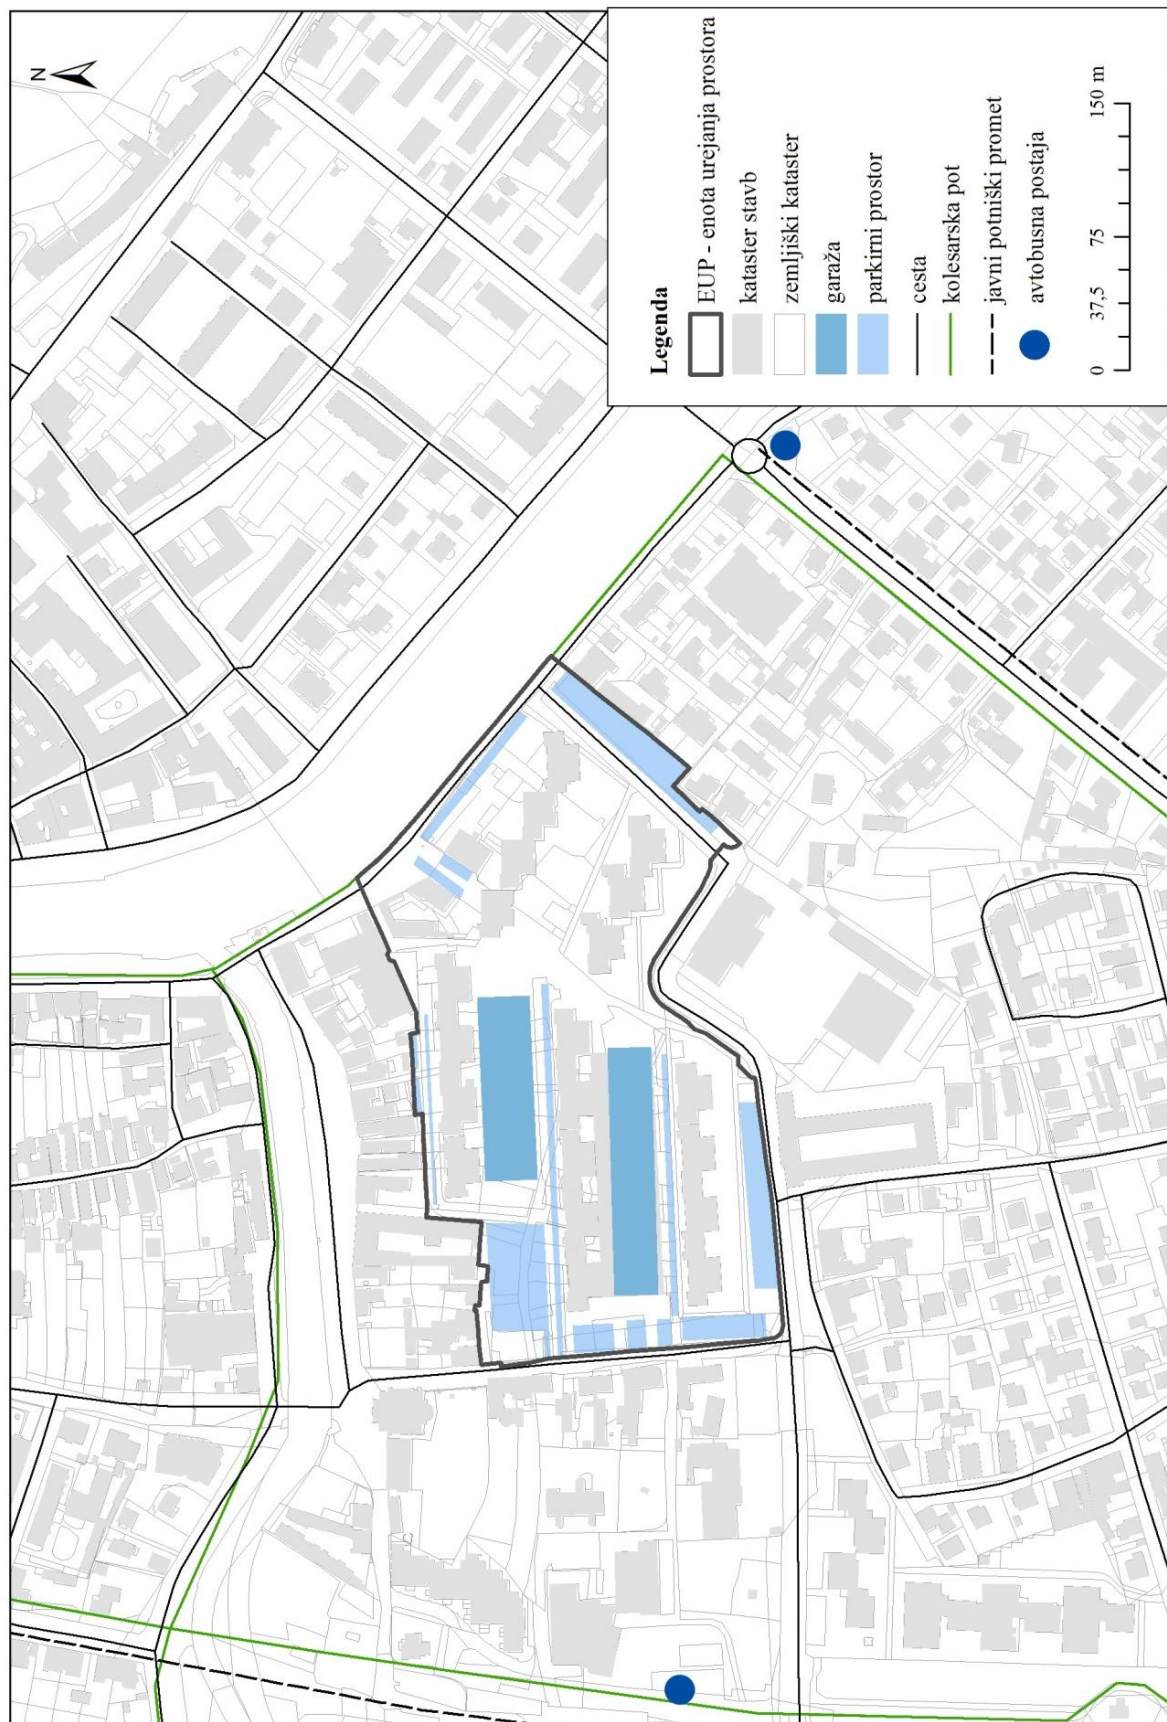 N
Legenda
EUP - enota urejanja prostora
kataster stavb
zemljiški kataster
garaža
parkirni prostor
cesta
kolesarska pot
javni potniški promet
avtobusna postaja
0 37,5 75 150 m